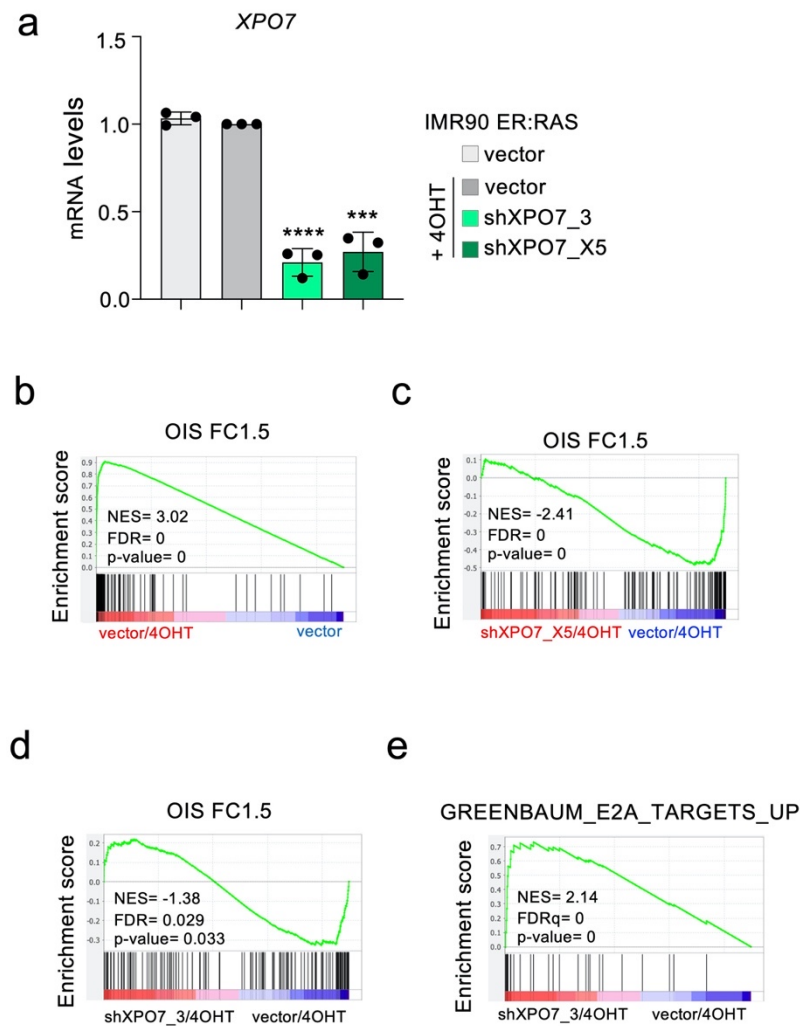 a
XPO7
mRNA levels
1.5
1.0
0.5
0.0
****
***
IMR90 ER:RAS
vector
+ 4OHT
vector
shXPO7_3
shXPO7_X5
b
OIS FC1.5
Enrichment score
0.9
0.8
0.7
0.6
0.5
0.4
0.3
0.2
0.1
0.0
NES= 3.02
FDR= 0
p-value= 0
vector/4OHT vector
c
OIS FC1.5
Enrichment score
0.1
0.0
-0.1
-0.2
-0.3
-0.4
-0.5
NES= -2.41
FDR= 0
p-value= 0
shXPO7_X5/4OHT vector/4OHT
d
OIS FC1.5
Enrichment score
0.2
0.1
0.0
-0.1
-0.2
-0.3
NES= -1.38
FDR= 0.029
p-value= 0.033
shXPO7_3/4OHT vector/4OHT
e
GREENBAUM_E2A_TARGETS_UP
Enrichment score
0.7
0.6
0.5
0.4
0.3
0.2
0.1
0.0
NES= 2.14
FDRq= 0
p-value= 0
shXPO7_3/4OHT vector/4OHT